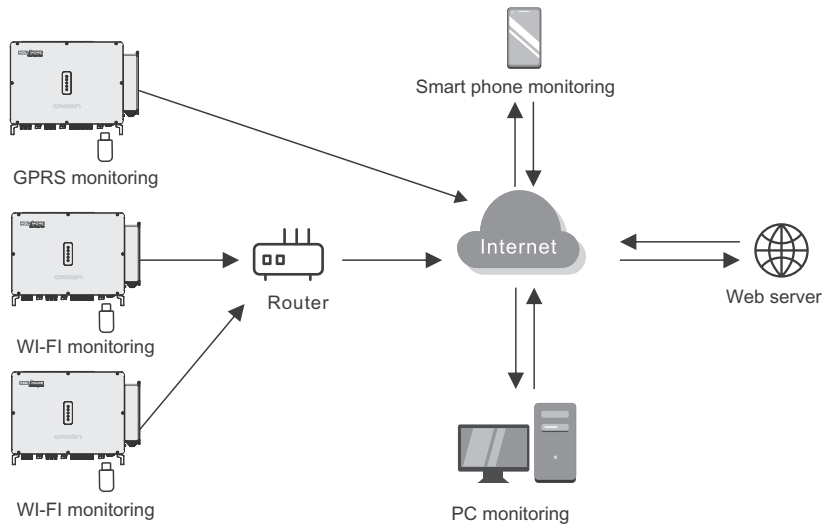 Smart phone monitoring
GPRS monitoring
Internet
Router
Web server
WI-FI monitoring
WI-FI monitoring
PC monitoring